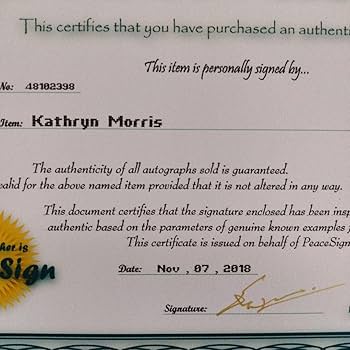 This certifies that you have purchased an authenti
This item is personally signed by...
No: 48102398
Item: Kathryn Morris
The authenticity of all autographs sold is guaranteed.
valid for the above named item provided that it is not altered in any way.
This document certifies that the signature enclosed has been insp
authentic based on the parameters of genuine known examples f
This certificate is issued on behalf of PeaceSign
her is
Sign
Date: Nov , 07 , 2018
Signature: